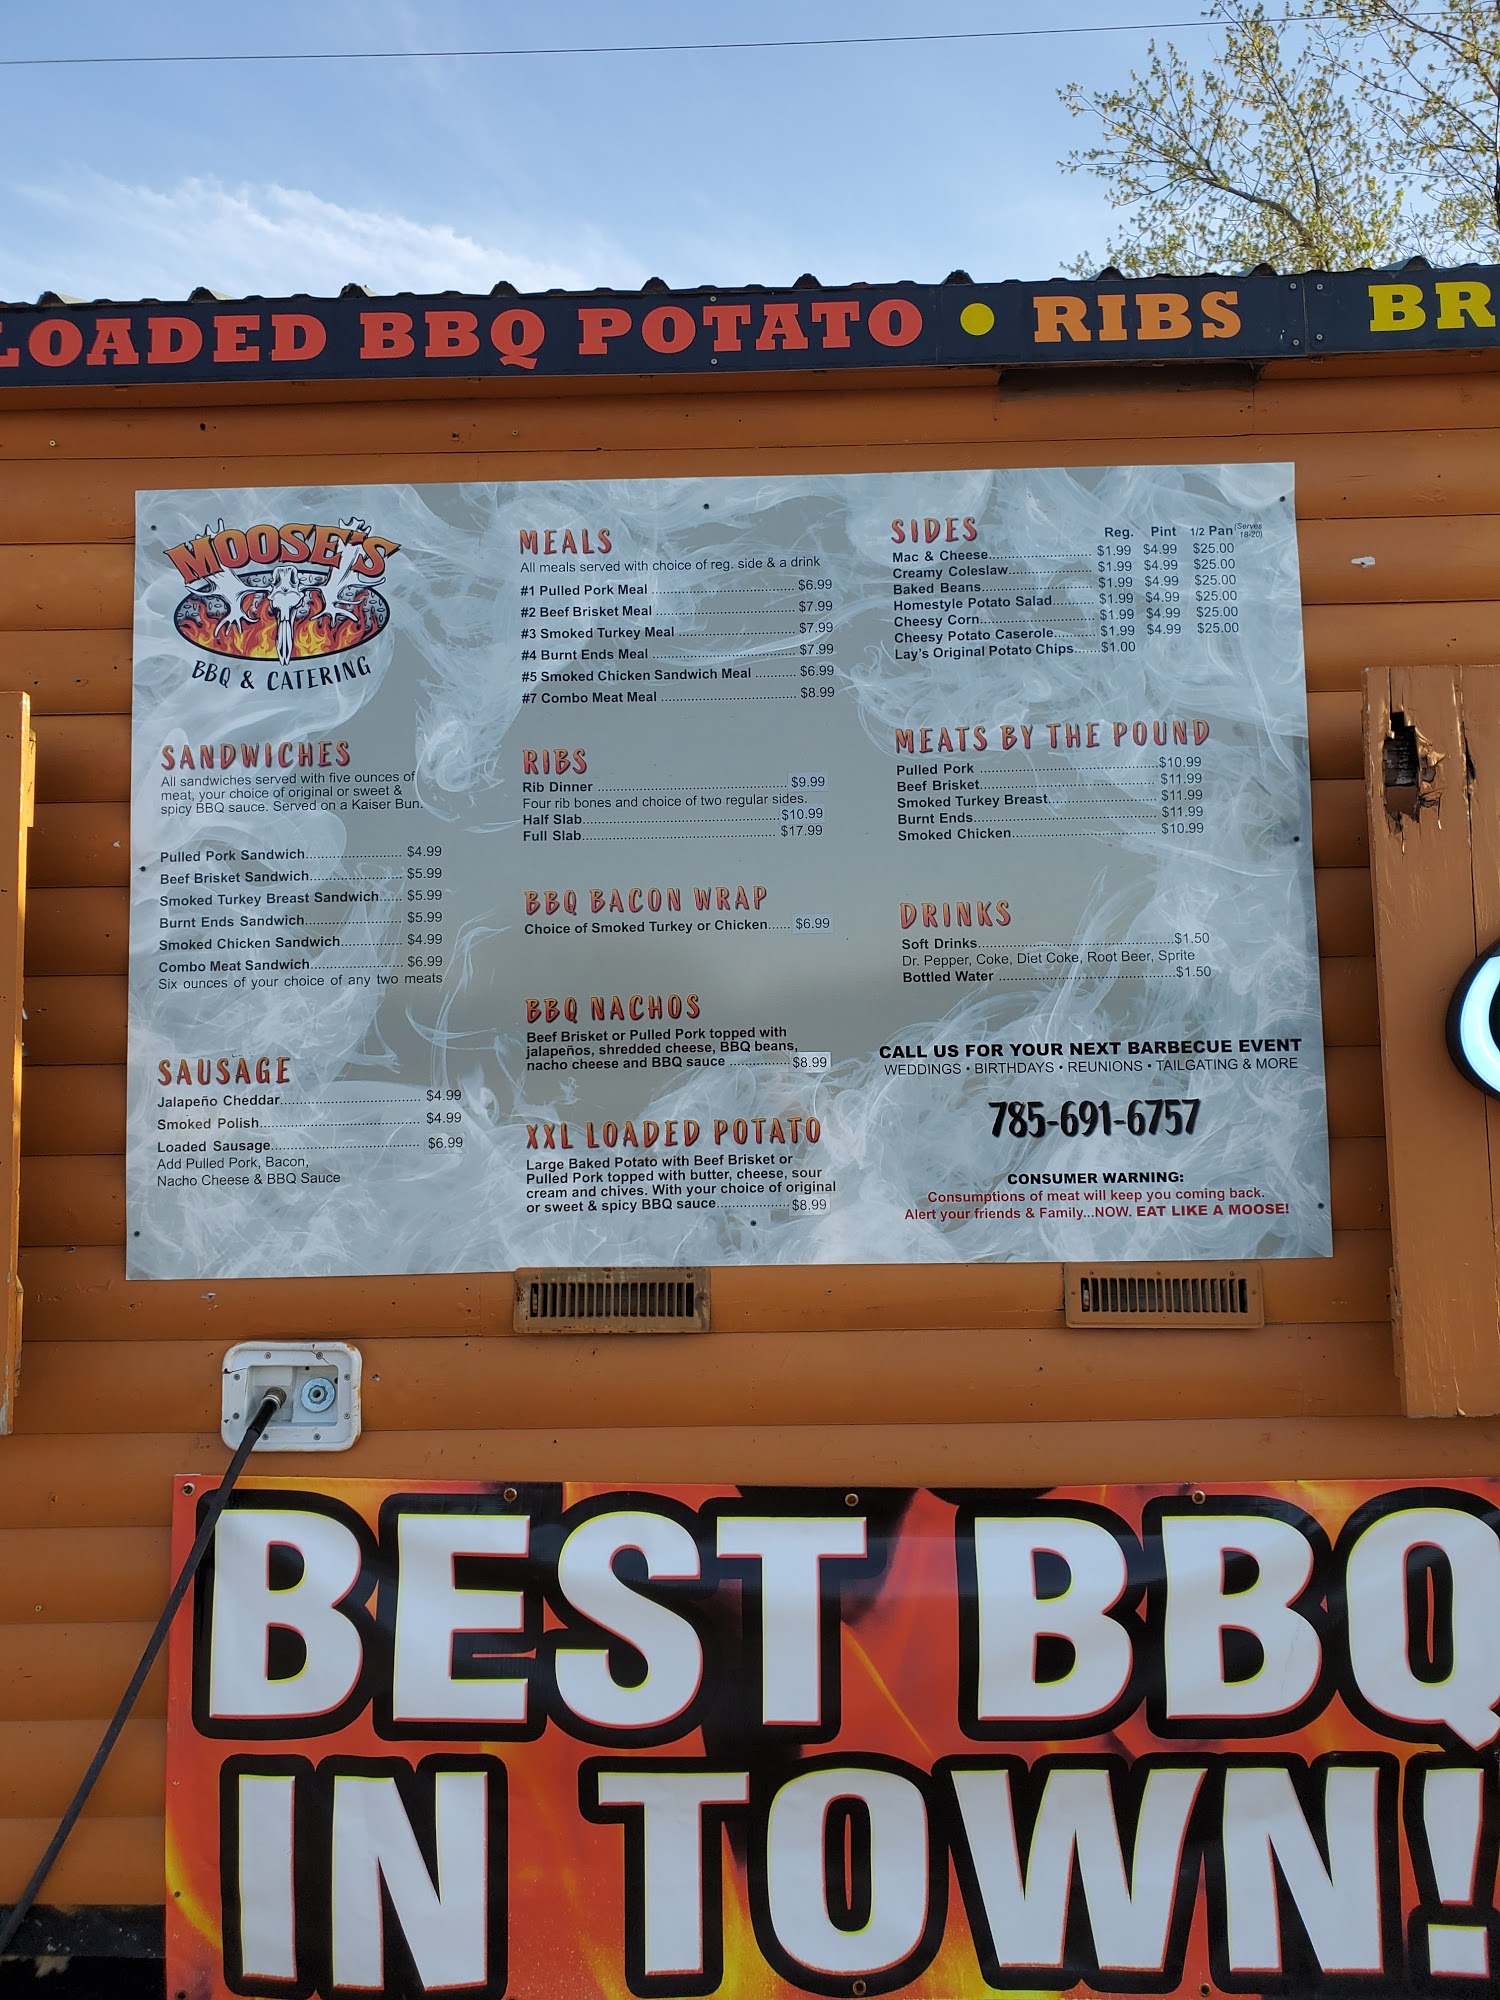 LOADED BBQ POTATO • RIBS BR
MOOSE'S
BBQ & CATERING
SANDWICHES
All sandwiches served with five ounces of
meat, your choice of original or sweet &
spicy BBQ sauce. Served on a Kaiser Bun.
Pulled Pork Sandwich........................ $4.99
Beef Brisket Sandwich....................... $5.99
Smoked Turkey Breast Sandwich...... $5.99
Burnt Ends Sandwich........................ $5.99
Smoked Chicken Sandwich............... $4.99
Combo Meat Sandwich....................... $6.99
Six ounces of your choice of any two meats
SAUSAGE
Jalapeño Cheddar................................... $4.99
Smoked Polish........................................ $4.99
Loaded Sausage..................................... $6.99
Add Pulled Pork, Bacon,
Nacho Cheese & BBQ Sauce
MEALS
All meals served with choice of reg. side & a drink
#1 Pulled Pork Meal .................................... $6.99
#2 Beef Brisket Meal ................................... $7.99
#3 Smoked Turkey Meal ............................. $7.99
#4 Burnt Ends Meal .................................... $7.99
#5 Smoked Chicken Sandwich Meal .......... $6.99
#7 Combo Meat Meal .................................. $8.99
RIBS
Rib Dinner ................................................ $9.99
Four rib bones and choice of two regular sides.
Half Slab.................................................. $10.99
Full Slab................................................... $17.99
BBQ BACON WRAP
Choice of Smoked Turkey or Chicken...... $6.99
BBQ NACHOS
Beef Brisket or Pulled Pork topped with
jalapeños, shredded cheese, BBQ beans,
nacho cheese and BBQ sauce ............... $8.99
XXL LOADED POTATO
Large Baked Potato with Beef Brisket or
Pulled Pork topped with butter, cheese, sour
cream and chives. With your choice of original
or sweet & spicy BBQ sauce.................. $8.99
SIDES Reg. Pint 1/2 Pan (Serves 18-20)
Mac & Cheese.......................... $1.99 $4.99 $25.00
Creamy Coleslaw..................... $1.99 $4.99 $25.00
Baked Beans............................ $1.99 $4.99 $25.00
Homestyle Potato Salad.......... $1.99 $4.99 $25.00
Cheesy Corn............................. $1.99 $4.99 $25.00
Cheesy Potato Caserole.......... $1.99 $4.99 $25.00
Lay's Original Potato Chips.......$1.00
MEATS BY THE POUND
Pulled Pork .............................................$10.99
Beef Brisket............................................. $11.99
Smoked Turkey Breast........................... $11.99
Burnt Ends.............................................. $11.99
Smoked Chicken..................................... $10.99
DRINKS
Soft Drinks.................................................$1.50
Dr. Pepper, Coke, Diet Coke, Root Beer, Sprite
Bottled Water ............................................$1.50
CALL US FOR YOUR NEXT BARBECUE EVENT
WEDDINGS • BIRTHDAYS • REUNIONS • TAILGATING & MORE
785-691-6757
CONSUMER WARNING:
Consumptions of meat will keep you coming back.
Alert your friends & Family...NOW. EAT LIKE A MOOSE!
BEST BBQ
IN TOWN!